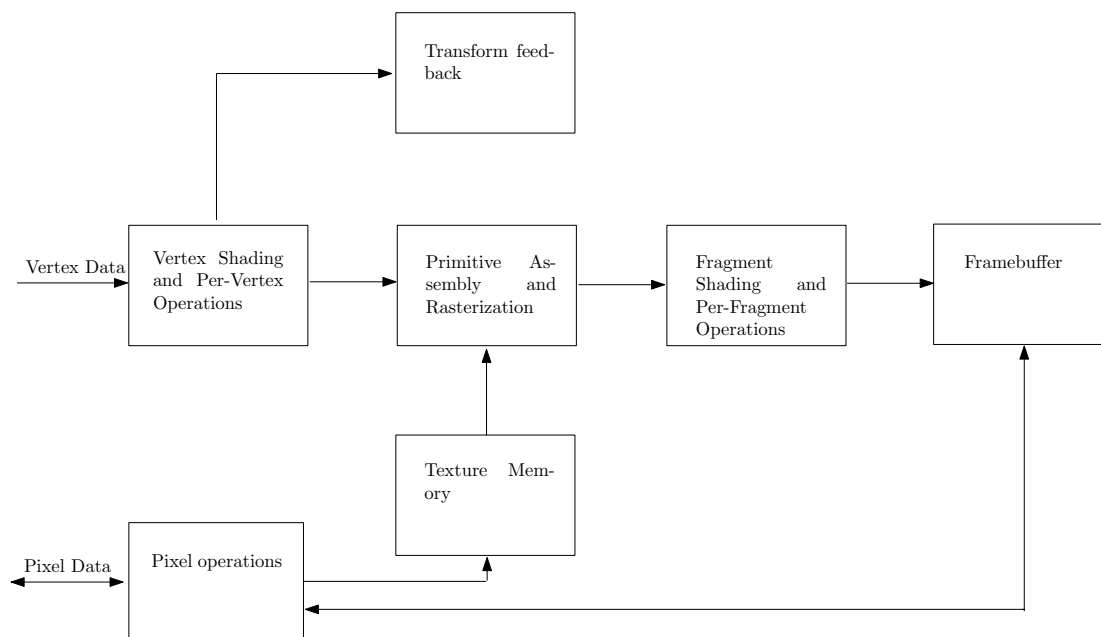 Transform feed-
back
Vertex Data
Vertex Shading
and Per-Vertex
Operations
Primitive As-
sembly and
Rasterization
Fragment
Shading and
Per-Fragment
Operations
Framebuffer
Texture Mem-
ory
Pixel Data
Pixel operations